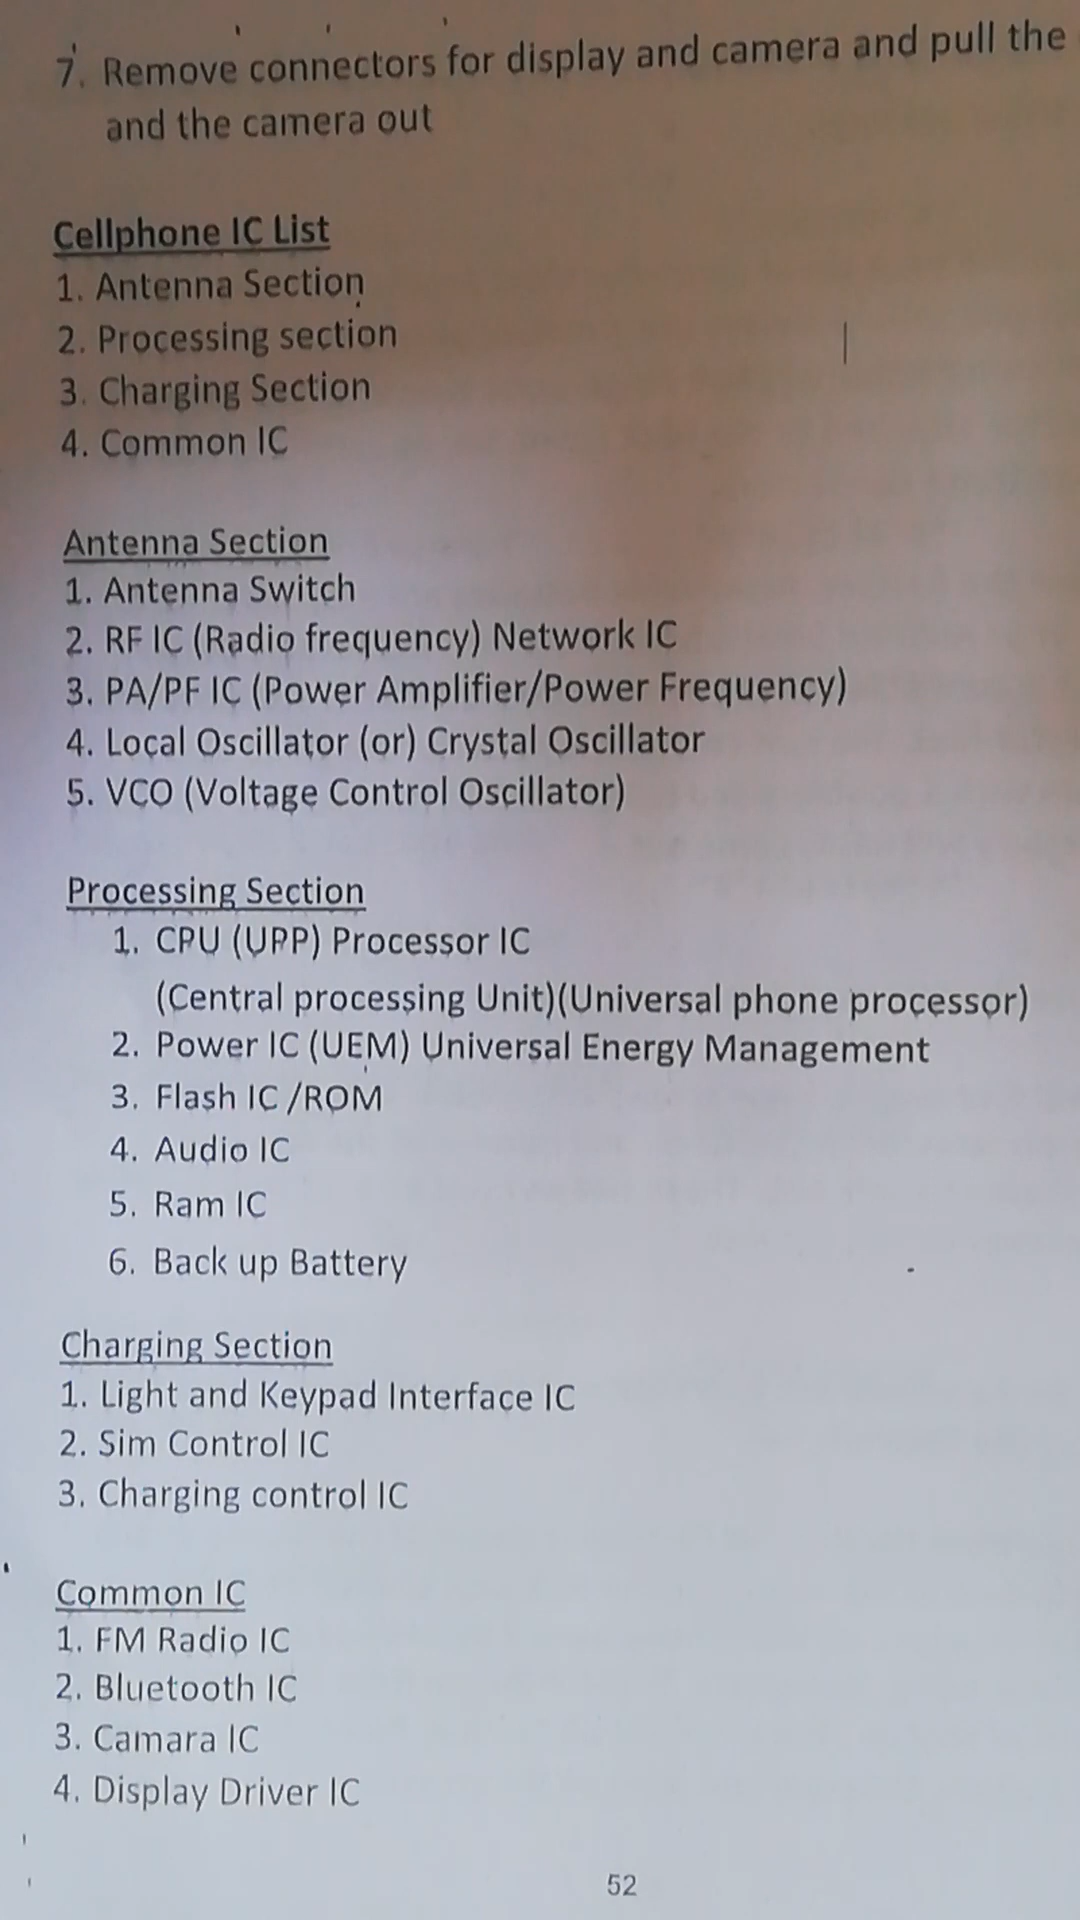 7. Remove connectors for display and camera and pull the
and the camera out
Cellphone IC List
1. Antenna Section
2. Processing section
3. Charging Section
4. Common IC
Antenna Section
1. Antenna Switch
2. RF IC (Radio frequency) Network IC
3. PA/PF IC (Power Amplifier/Power Frequency)
4. Local Oscillator (or) Crystal Oscillator
5. VCO (Voltage Control Oscillator)
Processing Section
1. CPU (UPP) Processor IC
(Central processing Unit)(Universal phone processor)
2. Power IC (UEM) Universal Energy Management
3. Flash IC /ROM
4. Audio IC
5. Ram IC
6. Back up Battery
Charging Section
1. Light and Keypad Interface IC
2. Sim Control IC
3. Charging control IC
Common IC
1. FM Radio IC
2. Bluetooth IC
3. Camara IC
4. Display Driver IC
52